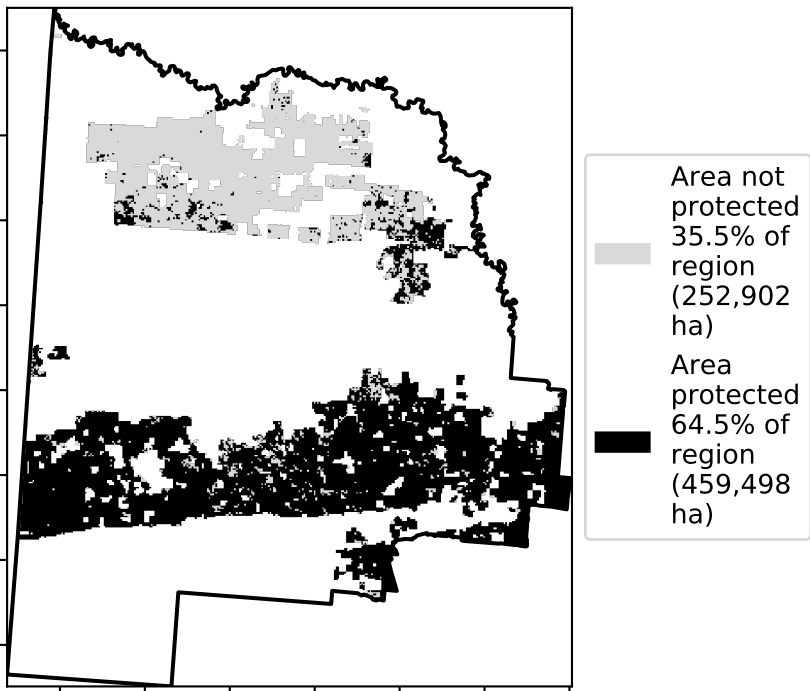 Area not
protected
35.5% of
region
(252,902
ha)
Area
protected
64.5% of
region
(459,498
ha)